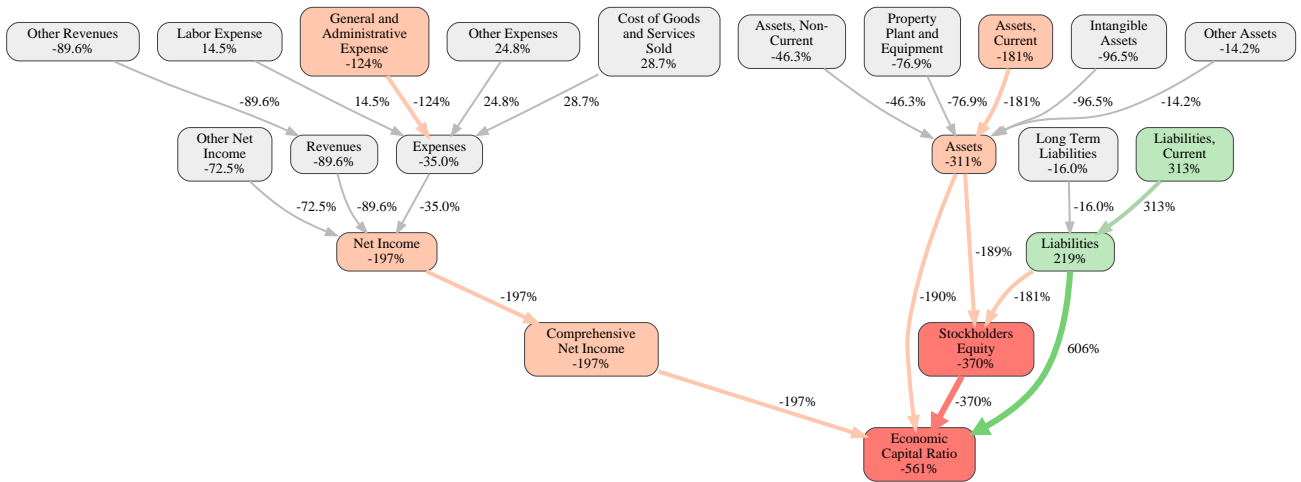 Other Revenues
-89.6%
Labor Expense
14.5%
General and
Administrative
Expense
-124%
Other Expenses
24.8%
Cost of Goods
and Services
Sold
28.7%
Assets, Non-
Current
-46.3%
Property
Plant and
Equipment
-76.9%
Assets,
Current
-181%
Intangible
Assets
-96.5%
Other Assets
-14.2%
-89.6%
14.5%
-124%
24.8%
28.7%
-46.3%
-76.9%
-181%
-96.5%
-14.2%
Other Net
Income
-72.5%
Revenues
-89.6%
Expenses
-35.0%
Assets
-311%
Long Term
Liabilities
-16.0%
Liabilities,
Current
313%
-72.5%
-89.6%
-35.0%
-16.0%
313%
Net Income
-197%
Liabilities
219%
-189%
-197%
-190%
-181%
Comprehensive
Net Income
-197%
Stockholders
Equity
-370%
606%
-197%
-370%
Economic
Capital Ratio
-561%